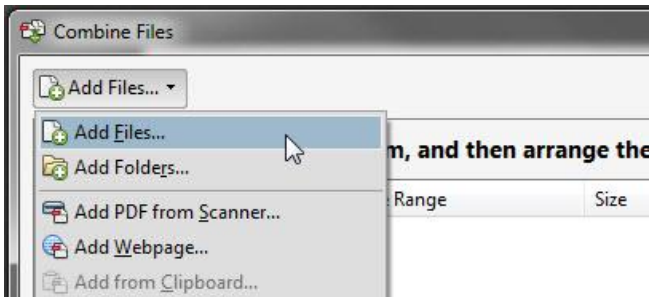 Combine Files
Add Files...
Add Files...
m, and then arrange the
Add Folders...
Range Size
Add PDF from Scanner...
Add Webpage...
Add from Clipboard...